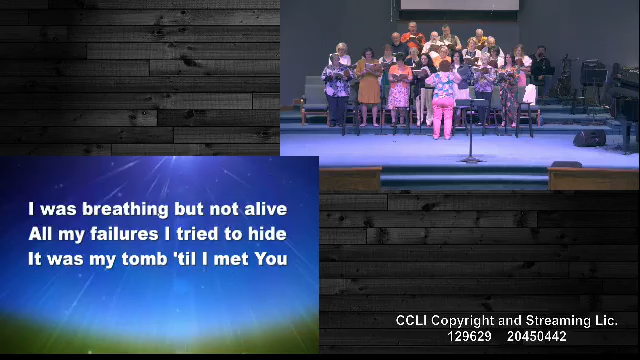 I was breathing but not alive
All my failures I tried to hide
It was my tomb 'til I met You
CCLI Copyright and Streaming Lic.
129629 20450442